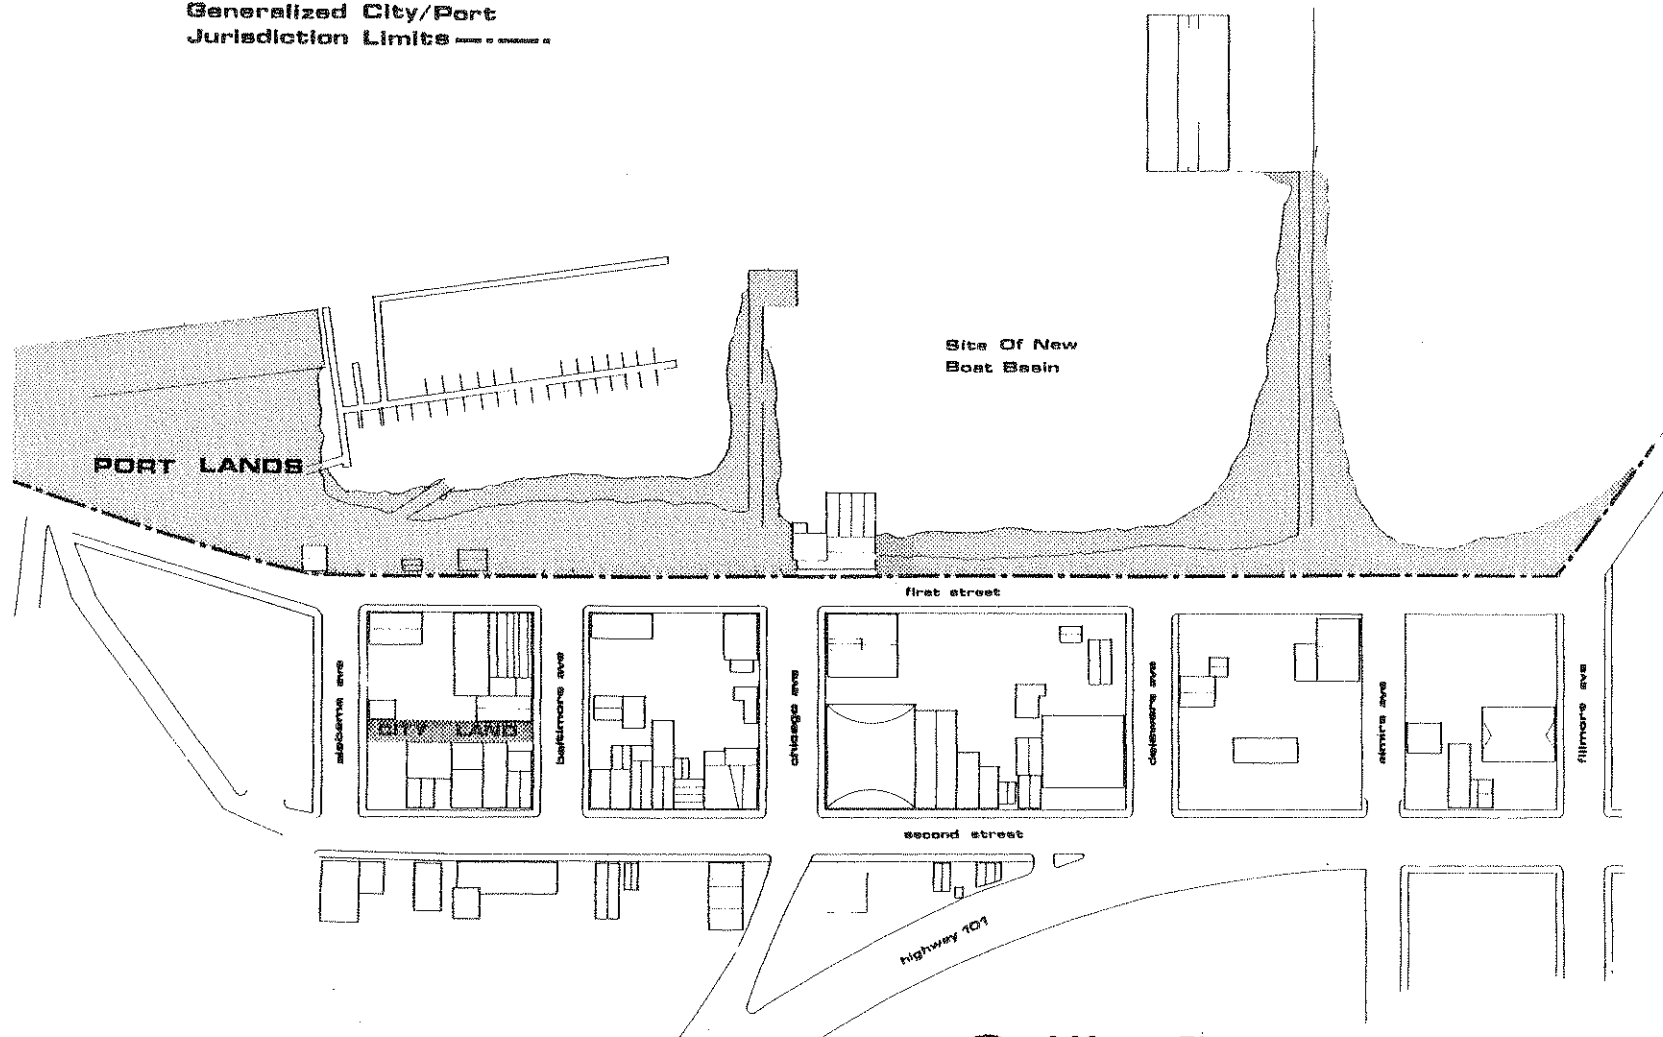 Generalized City/Port
Jurisdiction Limits
Site Of New
Boat Basin
PORT LANDS
first street
alabama ave
baltimore ave
chicago ave
delaware ave
elmira ave
fillmore ave
CITY LAND
second street
highway 101